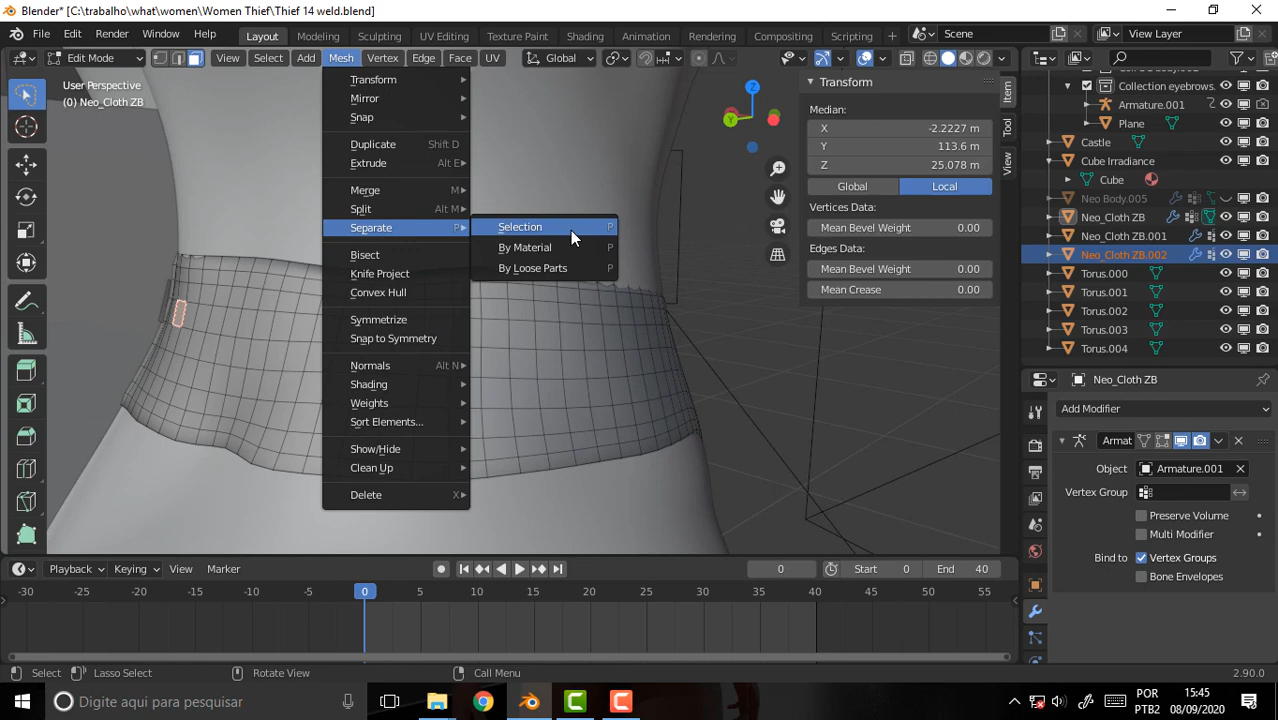 Blender* [C:\trabalho\what\women\Women Thief\Thief 14 weld.blend]
File Edit Render Window Help Layout Modeling Sculpting UV Editing Texture Paint Shading Animation Rendering Compositing Scripting Scene View Layer
Edit Mode View Select Add Mesh Vertex Edge Face UV Global
User Perspective
(0) Neo_Cloth ZB
Transform
Mirror
Snap
Duplicate Shift D
Extrude Alt E
Merge M
Split Alt M
Separate P
Bisect
Knife Project
Convex Hull
Symmetrize
Snap to Symmetry
Normals Alt N
Shading
Weights
Sort Elements...
Show/Hide
Clean Up
Delete X
Selection P
By Material P
By Loose Parts P
Z
Y
Transform
Median:
X -2.2227 m
Y 113.6 m
Z 25.078 m
Global Local
Vertices Data:
Mean Bevel Weight 0.00
Edges Data:
Mean Bevel Weight 0.00
Mean Crease 0.00
Item
Tool
View
Collection eyebrows.
Armature.001
Plane
Castle
Cube Irradiance
Cube
Neo Body.005
Neo_Cloth ZB
Neo_Cloth ZB.001
Neo_Cloth ZB.002
Torus.000
Torus.001
Torus.002
Torus.003
Torus.004
Neo_Cloth ZB
Add Modifier
Armat
Object Armature.001
Vertex Group
Preserve Volume
Multi Modifier
Bind to Vertex Groups
Bone Envelopes
Playback Keying View Marker 0 Start 0 End 40
-30 -25 -20 -15 -10 -5 0 5 10 15 20 25 30 35 40 45 50 55
Select Lasso Select Rotate View Call Menu 2.90.0
Digite aqui para pesquisar
POR
PTB2
15:45
08/09/2020